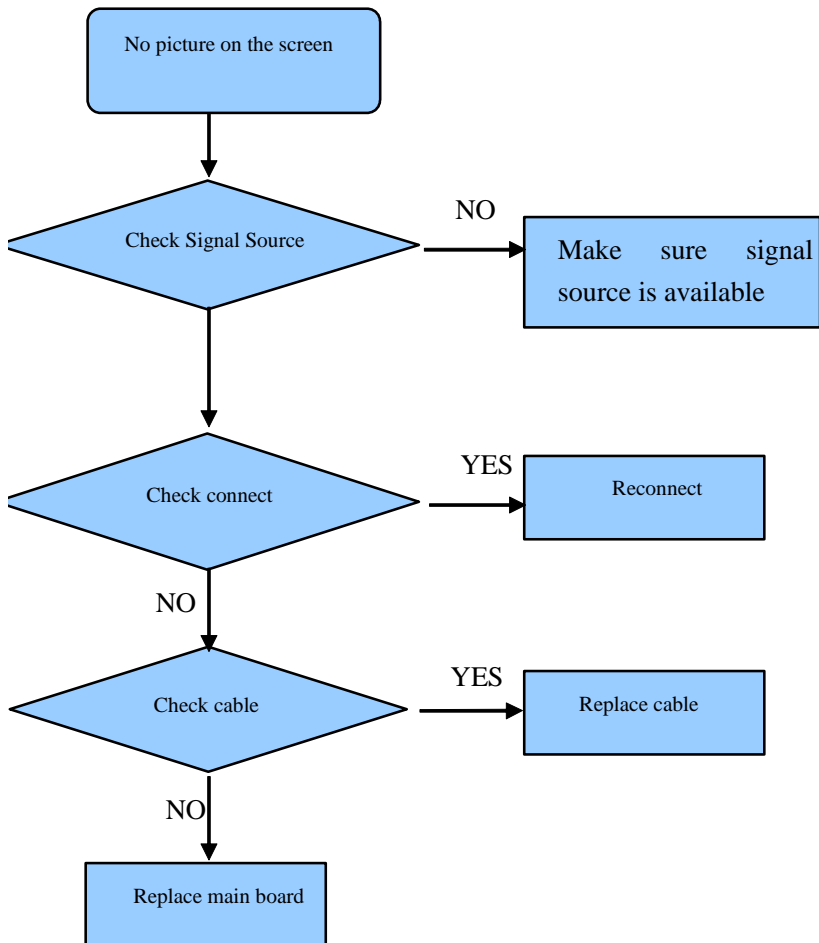 No picture on the screen
NO
Check Signal Source
Make sure signal
source is available
YES
Check connect
Reconnect
NO
YES
Check cable
Replace cable
NO
Replace main board